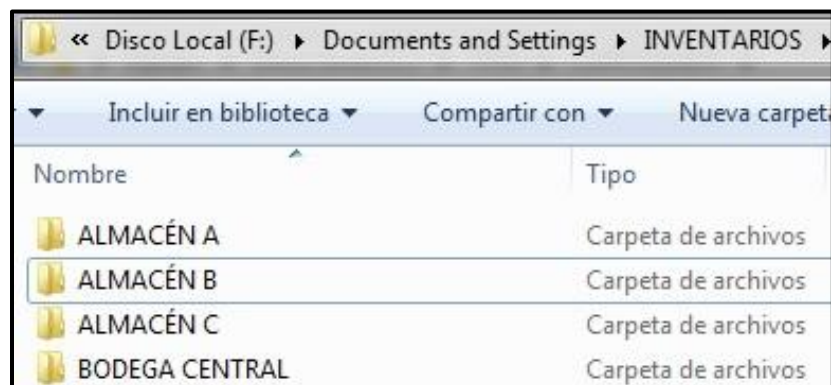 « Disco Local (F:) ▸ Documents and Settings ▸ INVENTARIOS ▸
Incluir en biblioteca ▾ Compartir con ▾ Nueva carpeta
Nombre Tipo
ALMACÉN A Carpeta de archivos
ALMACÉN B Carpeta de archivos
ALMACÉN C Carpeta de archivos
BODEGA CENTRAL Carpeta de archivos